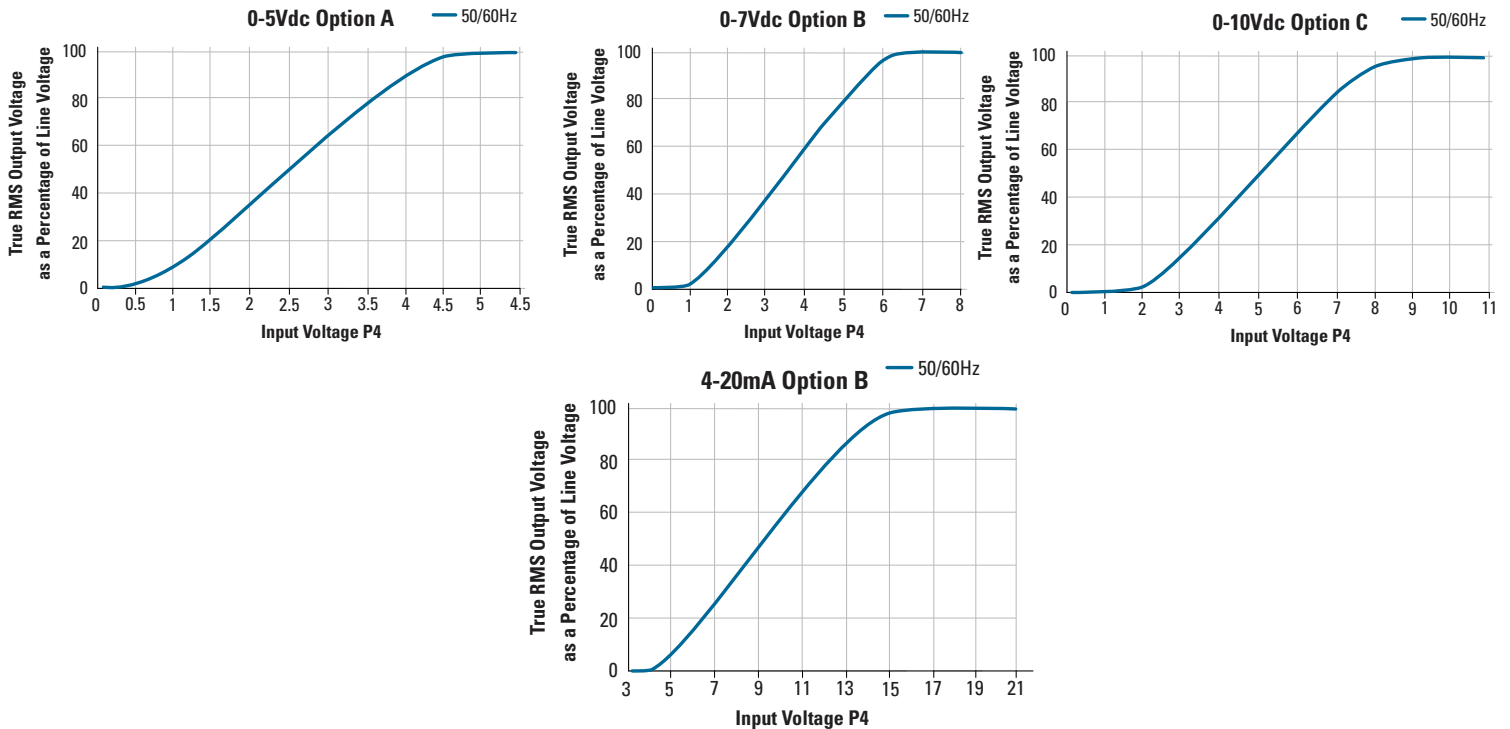 0-5Vdc Option A
50/60Hz
True RMS Output Voltage
as a Percentage of Line Voltage
100
80
60
40
20
0
0 0.5 1 1.5 2 2.5 3 3.5 4 4.5 5 4.5
Input Voltage P4
0-7Vdc Option B
50/60Hz
True RMS Output Voltage
as a Percentage of Line Voltage
100
80
60
40
20
0
0 1 2 3 4 5 6 7 8
Input Voltage P4
0-10Vdc Option C
50/60Hz
True RMS Output Voltage
as a Percentage of Line Voltage
100
80
60
40
20
0
0 1 2 3 4 5 6 7 8 9 10 11
Input Voltage P4
4-20mA Option B
50/60Hz
True RMS Output Voltage
as a Percentage of Line Voltage
100
80
60
40
20
0
3 5 7 9 11 13 15 17 19 21
Input Voltage P4